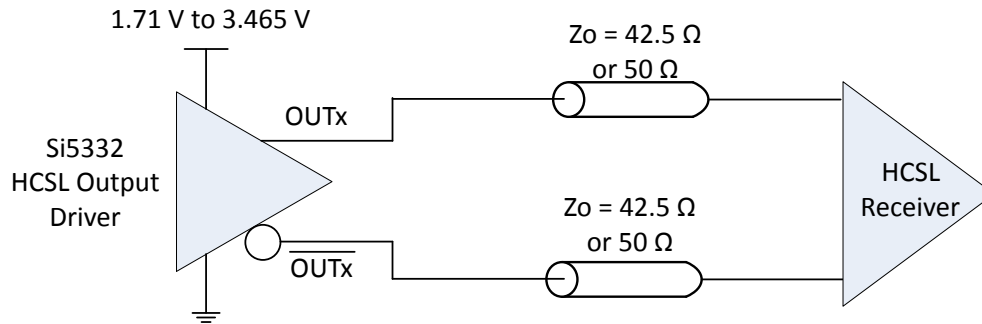 1.71 V to 3.465 V
Zo = 42.5 Ω
or 50 Ω
OUTx
Si5332
HCSL Output
Driver
HCSL
Receiver
Zo = 42.5 Ω
or 50 Ω
OUTx